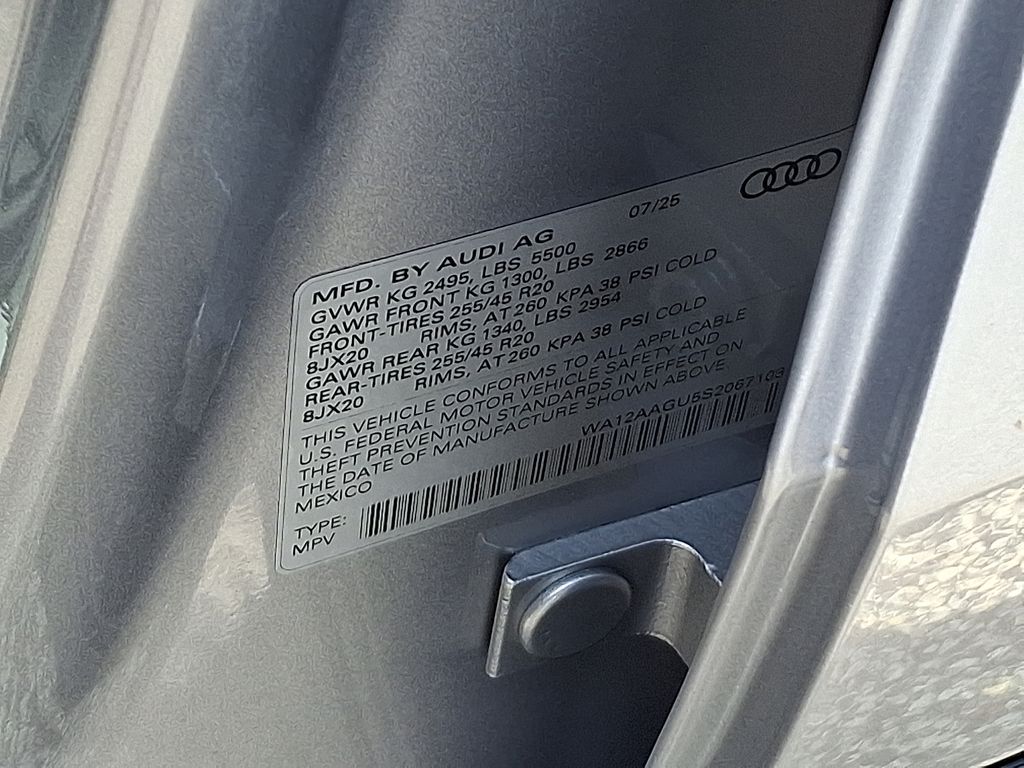 07/25
MFD. BY AUDI AG
GVWR KG 2495, LBS 5500
GAWR FRONT KG 1300, LBS 2866
FRONT-TIRES 255/45 R20
8JX20 RIMS, AT 260 KPA 38 PSI COLD
GAWR REAR KG 1340, LBS 2954
REAR-TIRES 255/45 R20
8JX20 RIMS, AT 260 KPA 38 PSI COLD
THIS VEHICLE CONFORMS TO ALL APPLICABLE
U.S. FEDERAL MOTOR VEHICLE SAFETY AND
THEFT PREVENTION STANDARDS IN EFFECT ON
THE DATE OF MANUFACTURE SHOWN ABOVE.
MEXICO WA12AAGU5S2067103
TYPE:
MPV